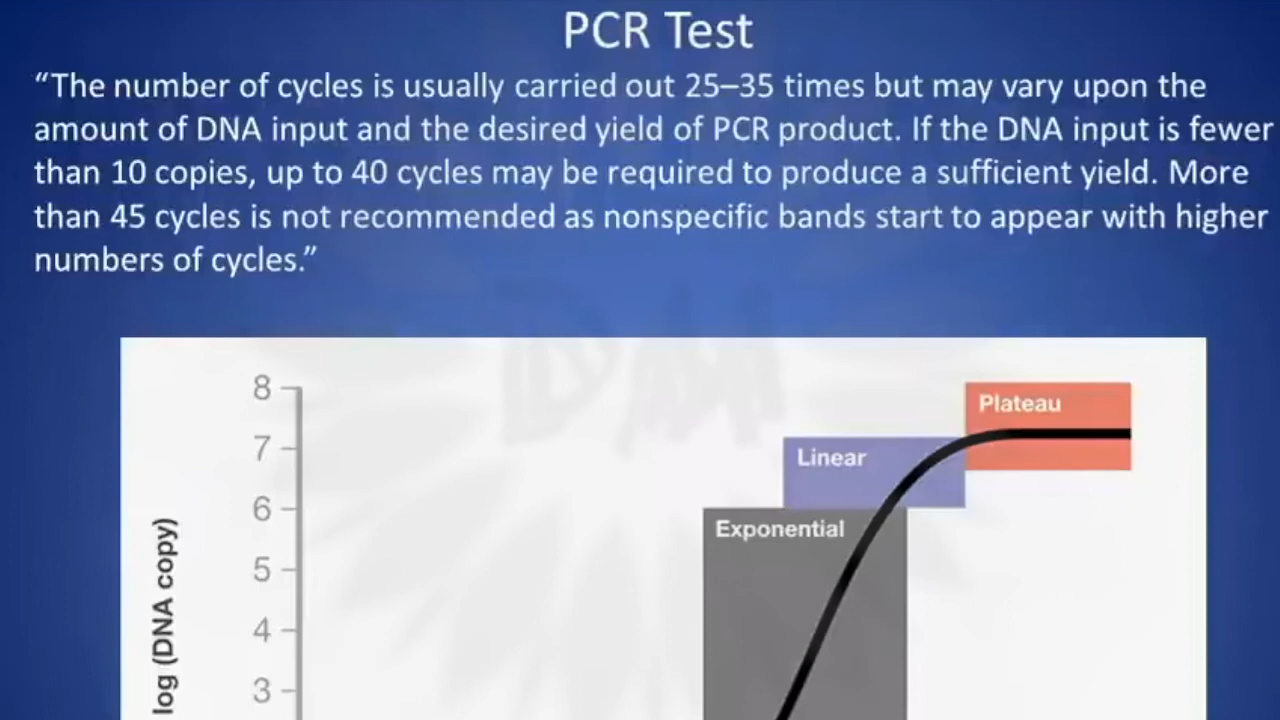 PCR Test
“The number of cycles is usually carried out 25–35 times but may vary upon the
amount of DNA input and the desired yield of PCR product. If the DNA input is fewer
than 10 copies, up to 40 cycles may be required to produce a sufficient yield. More
than 45 cycles is not recommended as nonspecific bands start to appear with higher
numbers of cycles.”
8
Plateau
7
Linear
6
Exponential
5
4
3
log (DNA copy)